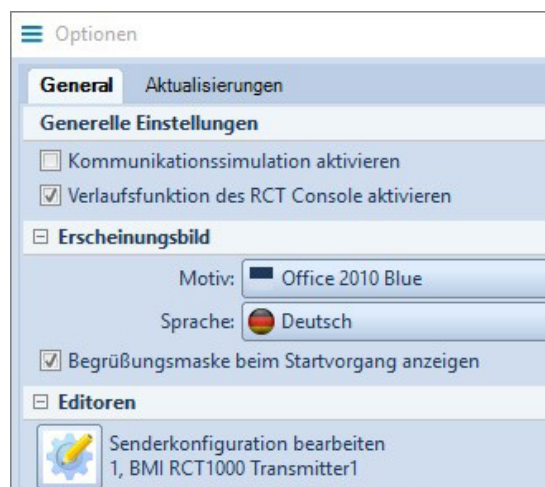 Optionen
General Aktualisierungen
Generelle Einstellungen
Kommunikationssimulation aktivieren
Verlaufsfunktion des RCT Console aktivieren
Erscheinungsbild
Motiv: Office 2010 Blue
Sprache: Deutsch
Begrüßungsmaske beim Startvorgang anzeigen
Editoren
Senderkonfiguration bearbeiten
1, BMI RCT1000 Transmitter1